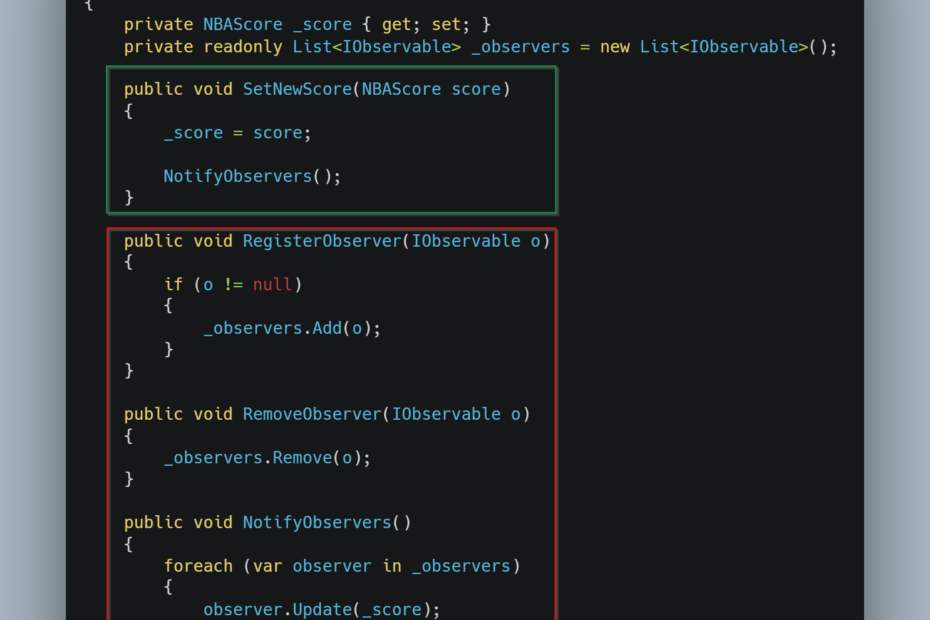 {
    private NBAScore _score { get; set; }
    private readonly List<IObservable> _observers = new List<IObservable>();
    public void SetNewScore(NBAScore score)
    {
        _score = score;
        NotifyObservers();
    }
    public void RegisterObserver(IObservable o)
    {
        if (o != null)
        {
            _observers.Add(o);
        }
    }
    public void RemoveObserver(IObservable o)
    {
        _observers.Remove(o);
    }
    public void NotifyObservers()
    {
        foreach (var observer in _observers)
        {
            observer.Update(_score);